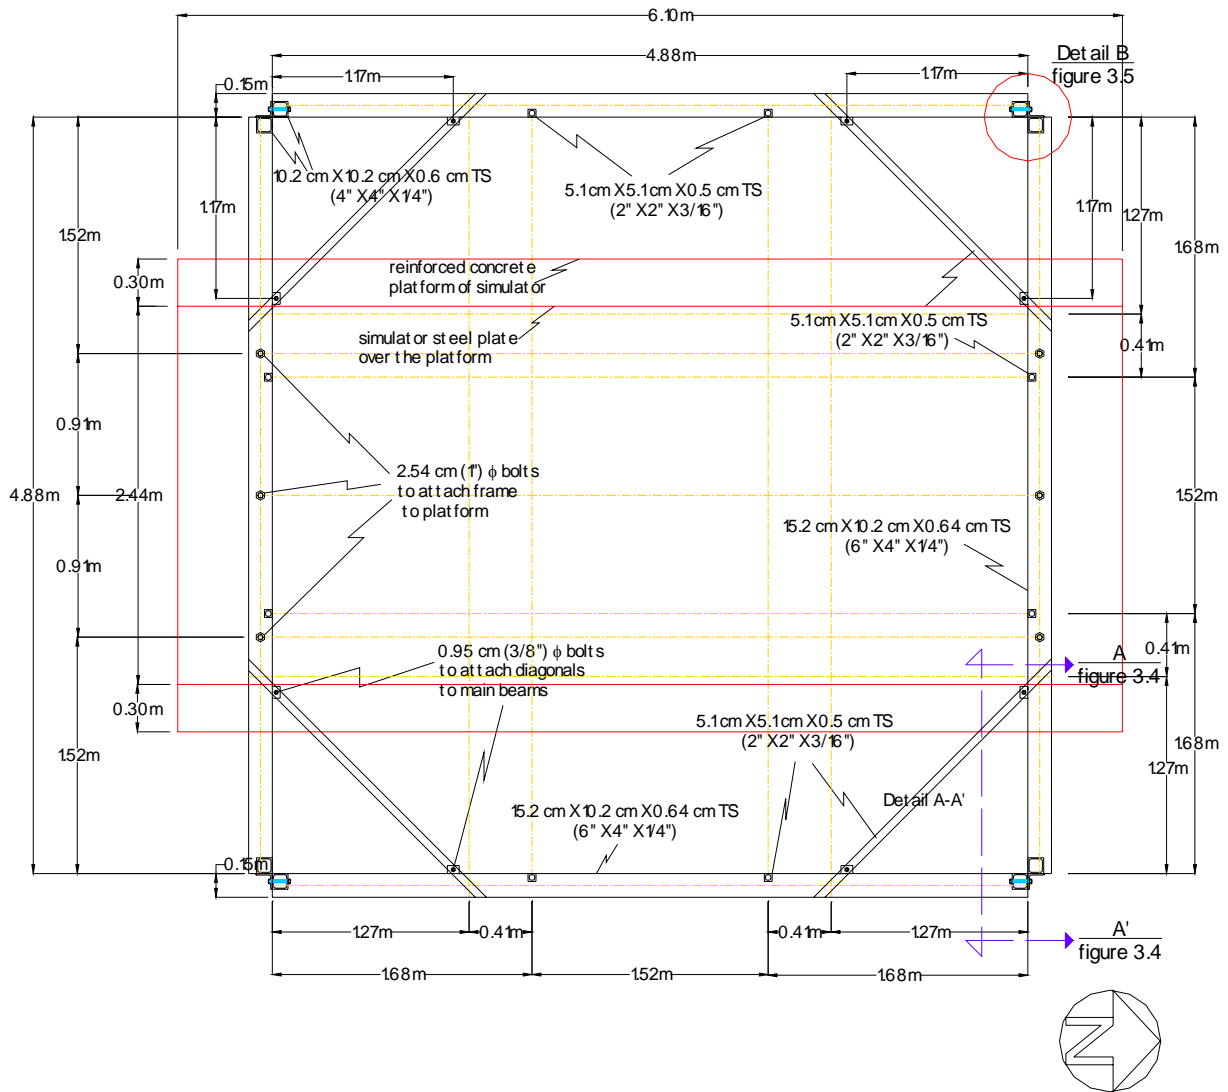 6.10m
4.88m
Detail B
figure 3.5
1.17m
1.17m
0.15m
10.2 cm X10.2 cm X0.6 cm TS
(4" X4" X1/4")
5.1cm X5.1cm X0.5 cm TS
(2" X2" X3/16")
1.17m
1.17m
1.27m
1.52m
1.68m
0.30m
reinforced concrete
platform of simulator
5.1cm X5.1cm X0.5 cm TS
(2" X2" X3/16")
simulator steel plate
over the platform
0.41m
0.91m
2.54 cm (1") ϕ bolts
to attach frame
to platform
4.88m
2.44m
1.52m
15.2 cm X10.2 cm X0.64 cm TS
(6" X4" X1/4")
0.91m
0.95 cm (3/8") ϕ bolts
to attach diagonals
to main beams
0.41m
A
figure 3.4
0.30m
5.1cm X5.1cm X0.5 cm TS
(2" X2" X3/16")
1.68m
1.52m
1.27m
Detail A-A'
15.2 cm X10.2 cm X0.64 cm TS
(6" X4" X1/4")
0.15m
1.27m
0.41m
0.41m
1.27m
A'
figure 3.4
1.68m
1.52m
1.68m
N